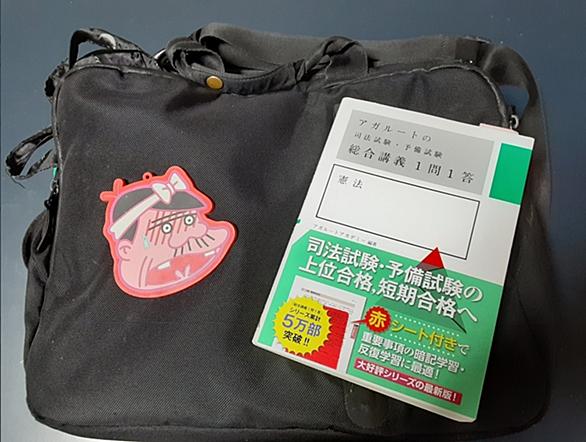 アガルートの
司法試験・予備試験
総合講義1問1答
憲法
アガルートアカデミー 編著
司法試験・予備試験の
上位合格,短期合格へ
シリーズ累計
5万部
突破!!
赤シート付きで
重要事項の暗記学習・
反復学習に最適!
大好評シリーズの最新版!